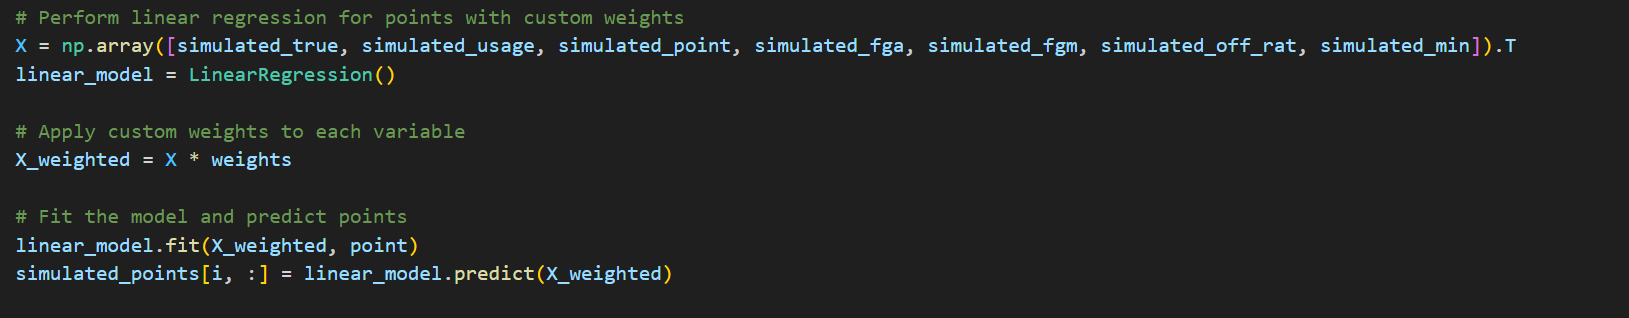 # Perform linear regression for points with custom weights
X = np.array([simulated_true, simulated_usage, simulated_point, simulated_fga, simulated_fgm, simulated_off_rat, simulated_min]).T
linear_model = LinearRegression()
# Apply custom weights to each variable
X_weighted = X * weights
# Fit the model and predict points
linear_model.fit(X_weighted, point)
simulated_points[i, :] = linear_model.predict(X_weighted)